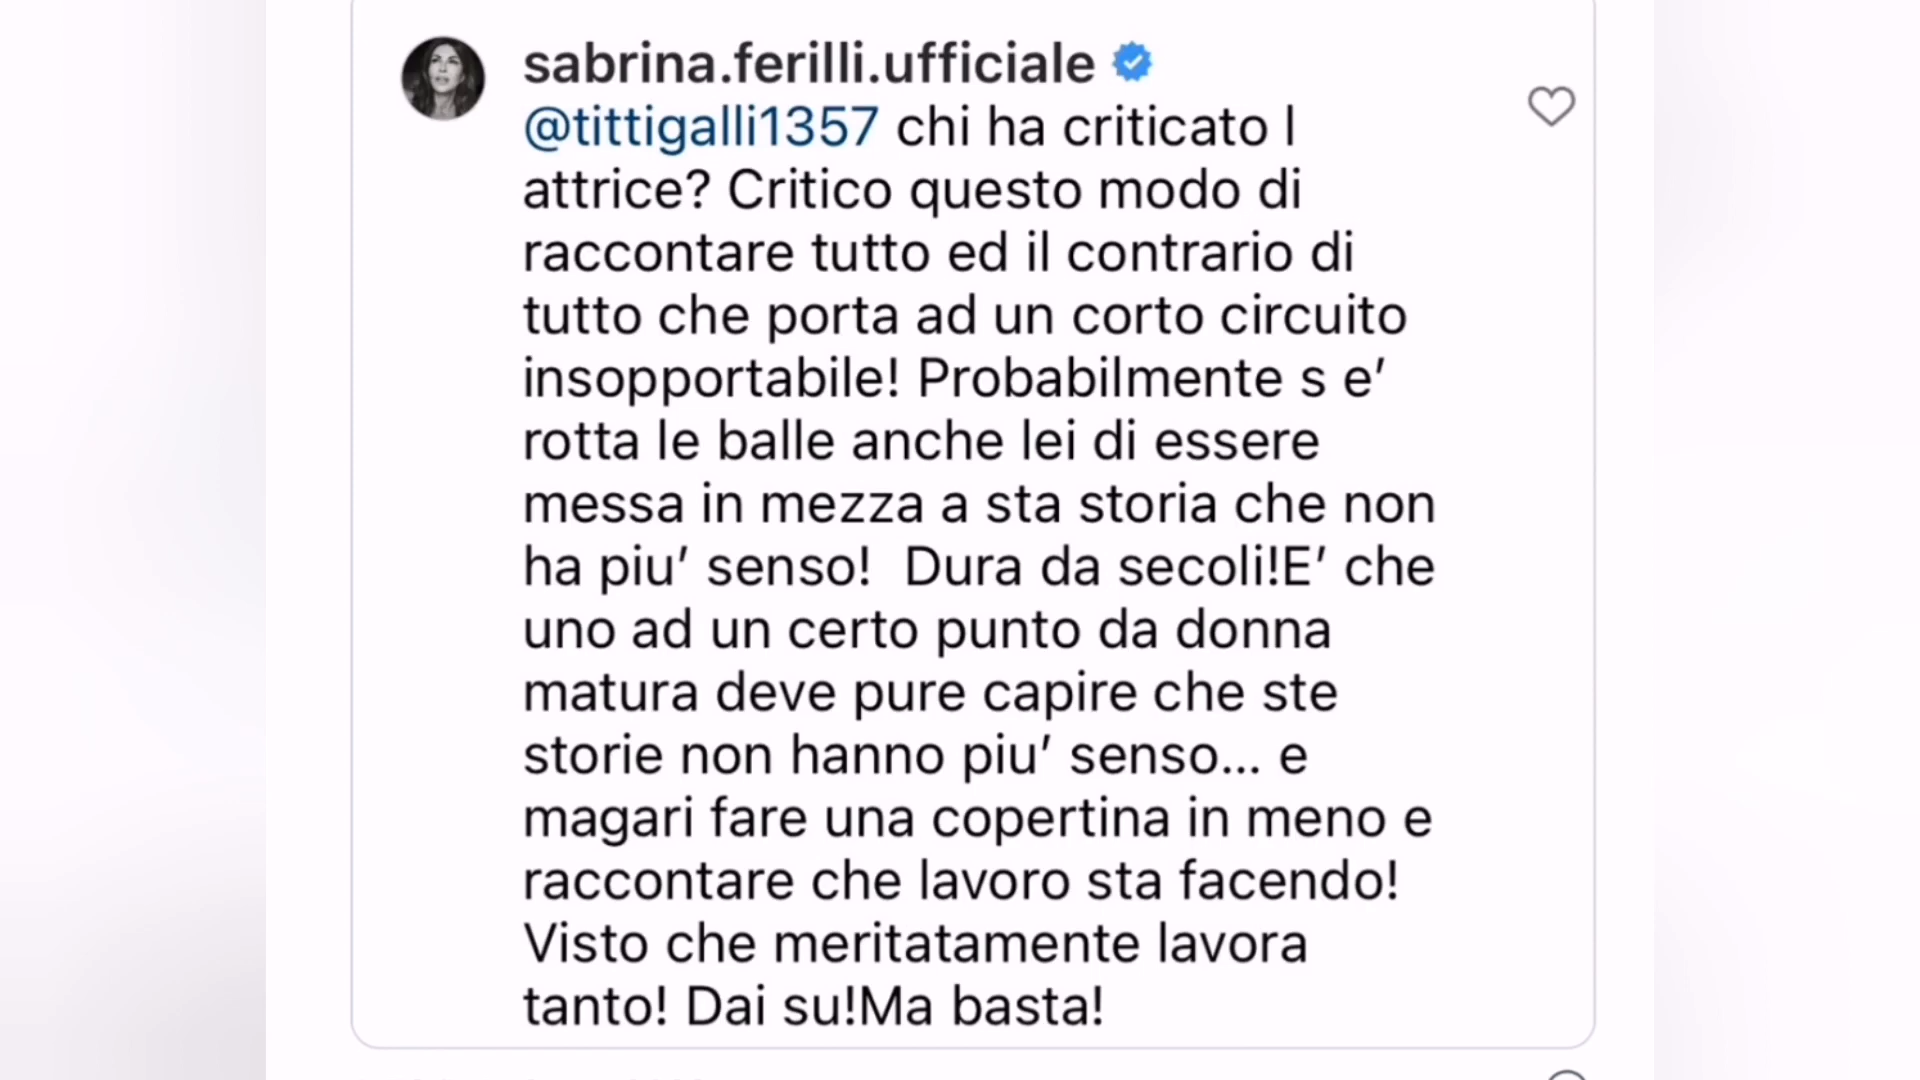 sabrina.ferilli.ufficiale
@tittigalli1357 chi ha criticato l
attrice? Critico questo modo di
raccontare tutto ed il contrario di
tutto che porta ad un corto circuito
insopportabile! Probabilmente s e’
rotta le balle anche lei di essere
messa in mezza a sta storia che non
ha piu’ senso!  Dura da secoli!E’ che
uno ad un certo punto da donna
matura deve pure capire che ste
storie non hanno piu’ senso... e
magari fare una copertina in meno e
raccontare che lavoro sta facendo!
Visto che meritatamente lavora
tanto! Dai su!Ma basta!